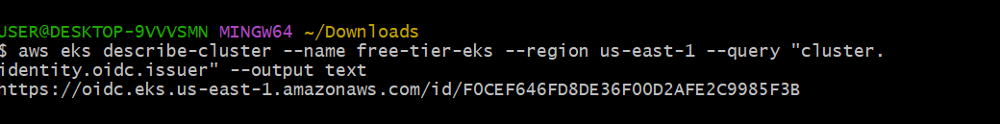 USER@DESKTOP-9VVVSMN MINGW64 ~/Downloads
$ aws eks describe-cluster --name free-tier-eks --region us-east-1 --query "cluster.
identity.oidc.issuer" --output text
https://oidc.eks.us-east-1.amazonaws.com/id/F0CEF646FD8DE36F00D2AFE2C9985F3B